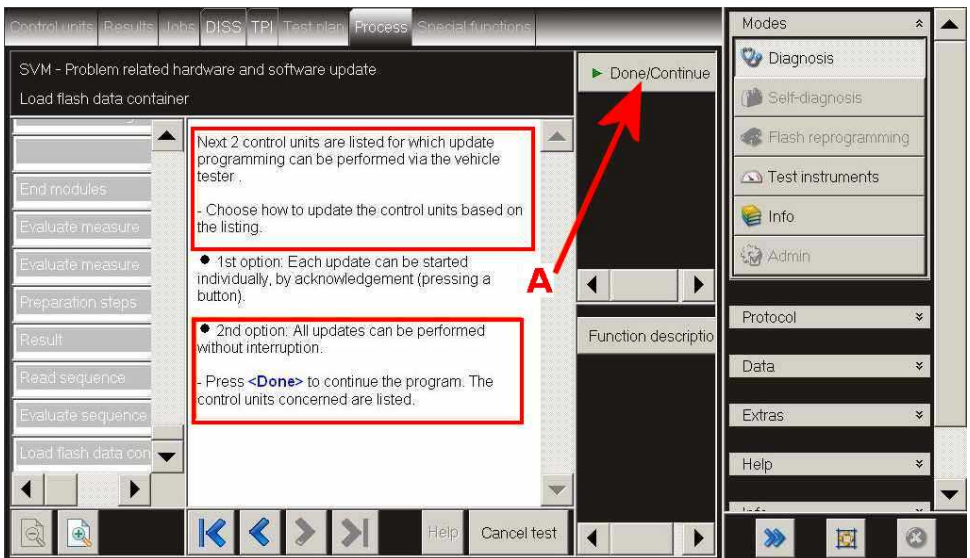 Control units Results Jobs DISS TPI Test plan Process Special functions
SVM - Problem related hardware and software update
Load flash data container
Done/Continue
End modules
Evaluate measure
Evaluate measure
Preparation steps
Result
Read sequence
Evaluate sequence
Load flash data con
Next 2 control units are listed for which update
programming can be performed via the vehicle
tester .
- Choose how to update the control units based on
the listing.
● 1st option: Each update can be started
individually, by acknowledgement (pressing a
button).
● 2nd option: All updates can be performed
without interruption.
- Press <Done> to continue the program. The
control units concerned are listed.
A
Function descriptio
Help
Cancel test
Modes
Diagnosis
Self-diagnosis
Flash reprogramming
Test instruments
Info
Admin
Protocol
Data
Extras
Help